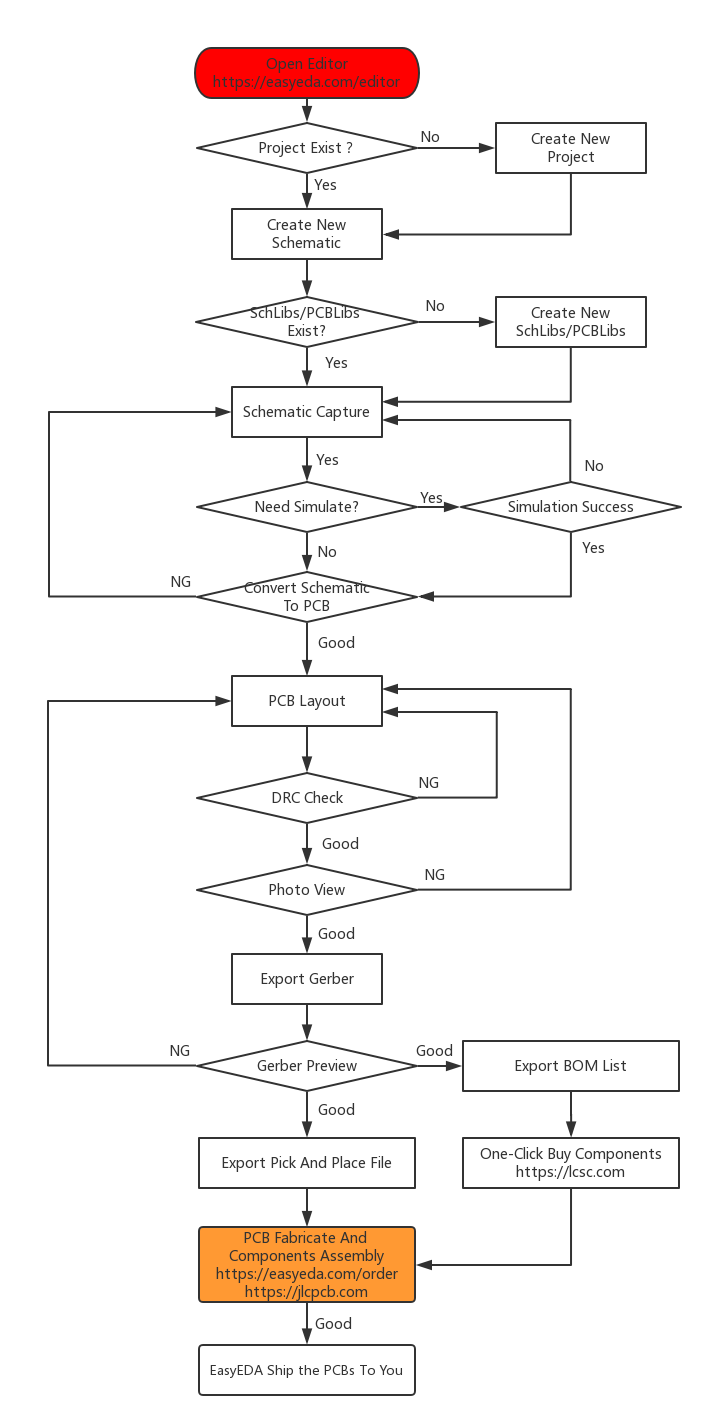 Open Editor
https://easyeda.com/editor
Project Exist ?
No
Create New
Project
Yes
Create New
Schematic
SchLibs/PCBLibs
Exist?
No
Create New
SchLibs/PCBLibs
Yes
Schematic Capture
Yes
No
Need Simulate?
Yes
Simulation Success
No
Yes
NG
Convert Schematic
To PCB
Good
PCB Layout
DRC Check
NG
Good
Photo View
NG
Good
Export Gerber
NG
Gerber Preview
Good
Export BOM List
Good
Export Pick And Place File
One-Click Buy Components
https://lcsc.com
PCB Fabricate And
Components Assembly
https://easyeda.com/order
https://jlcpcb.com
Good
EasyEDA Ship the PCBs To You